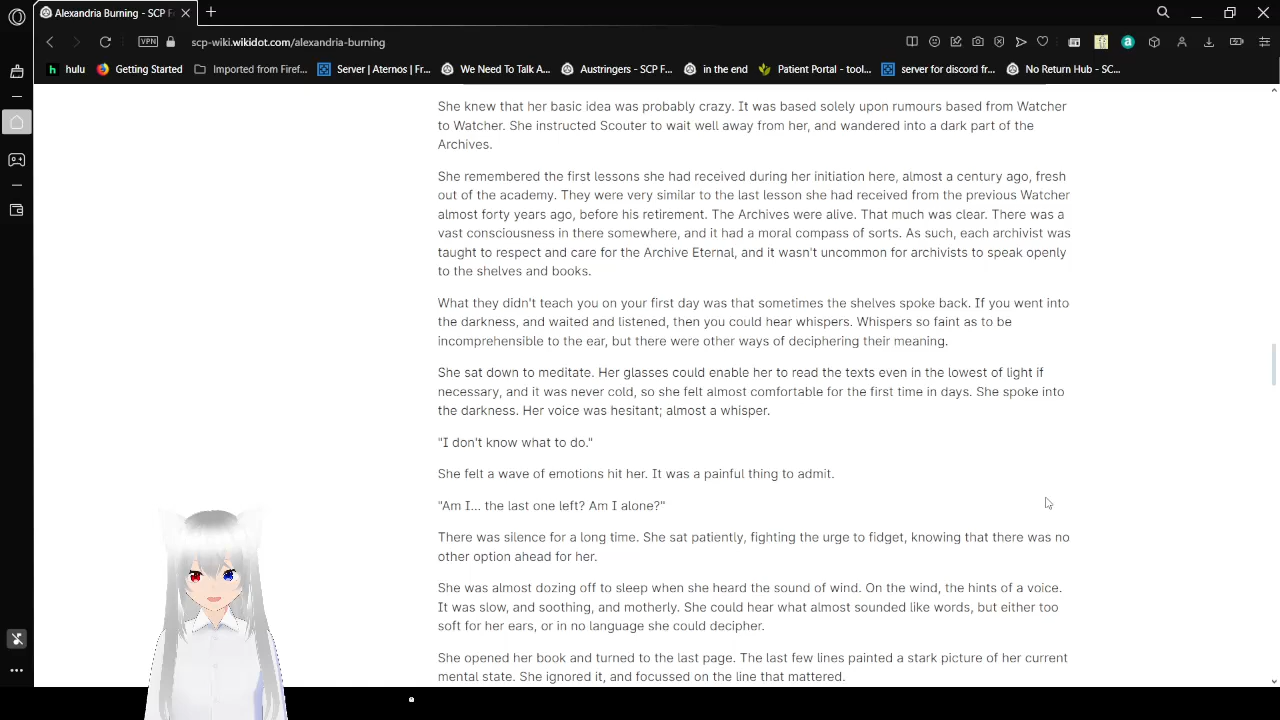 Alexandria Burning - SCP F
VPN
scp-wiki.wikidot.com/alexandria-burning
hulu
Getting Started
Imported from Firef...
Server | Aternos | Fr...
We Need To Talk A...
Austringers - SCP F...
in the end
Patient Portal - tool...
server for discord fr...
No Return Hub - SC...
She knew that her basic idea was probably crazy. It was based solely upon rumours based from Watcher
to Watcher. She instructed Scouter to wait well away from her, and wandered into a dark part of the
Archives.
She remembered the first lessons she had received during her initiation here, almost a century ago, fresh
out of the academy. They were very similar to the last lesson she had received from the previous Watcher
almost forty years ago, before his retirement. The Archives were alive. That much was clear. There was a
vast consciousness in there somewhere, and it had a moral compass of sorts. As such, each archivist was
taught to respect and care for the Archive Eternal, and it wasn't uncommon for archivists to speak openly
to the shelves and books.
What they didn't teach you on your first day was that sometimes the shelves spoke back. If you went into
the darkness, and waited and listened, then you could hear whispers. Whispers so faint as to be
incomprehensible to the ear, but there were other ways of deciphering their meaning.
She sat down to meditate. Her glasses could enable her to read the texts even in the lowest of light if
necessary, and it was never cold, so she felt almost comfortable for the first time in days. She spoke into
the darkness. Her voice was hesitant; almost a whisper.
"I don't know what to do."
She felt a wave of emotions hit her. It was a painful thing to admit.
"Am I... the last one left? Am I alone?"
There was silence for a long time. She sat patiently, fighting the urge to fidget, knowing that there was no
other option ahead for her.
She was almost dozing off to sleep when she heard the sound of wind. On the wind, the hints of a voice.
It was slow, and soothing, and motherly. She could hear what almost sounded like words, but either too
soft for her ears, or in no language she could decipher.
She opened her book and turned to the last page. The last few lines painted a stark picture of her current
mental state. She ignored it, and focussed on the line that mattered.